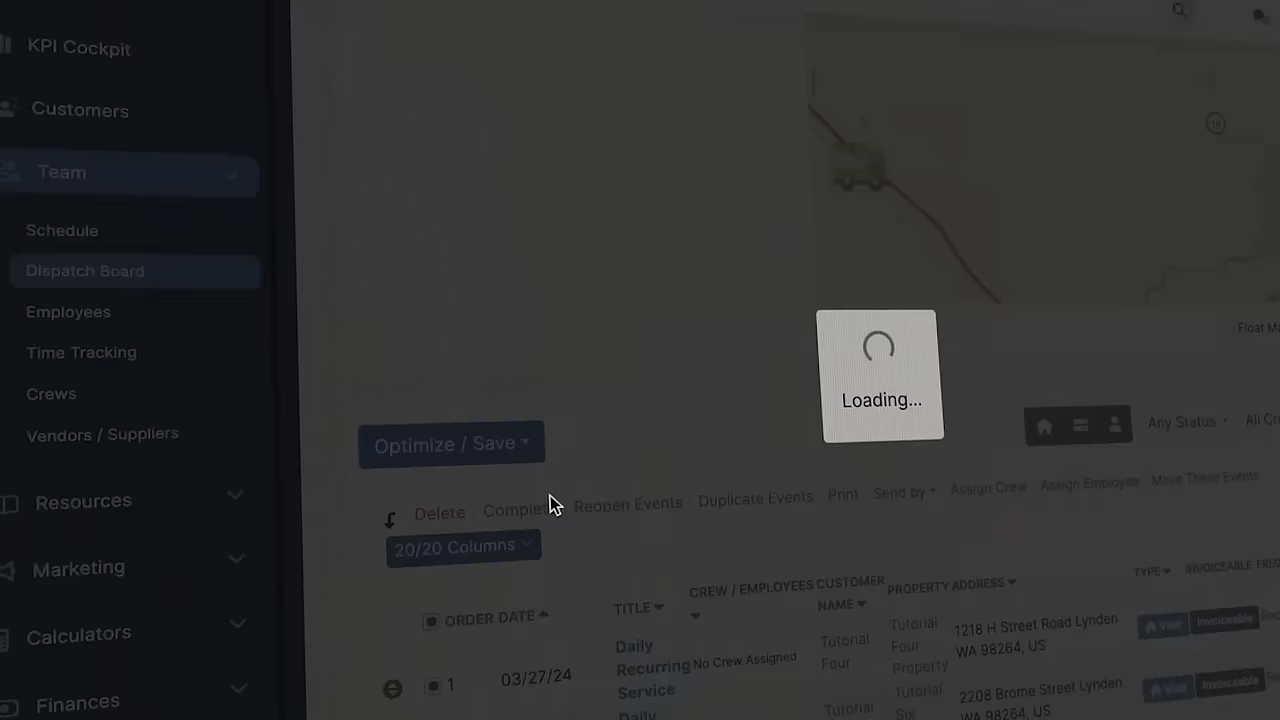 KPI Cockpit
Customers
Team
Schedule
Dispatch Board
Employees
Time Tracking
Crews
Vendors / Suppliers
Resources
Marketing
Calculators
Finances
16
Float
Loading...
Optimize / Save
Any Status
All
Delete
Reopen Events
Duplicate Events
Print
Send by
Assign Crew
Assign Employee
Move These Events
20/20 Columns
ORDER DATE TITLE CREW / EMPLOYEES CUSTOMER NAME PROPERTY ADDRESS TYPE INVOICEABLE
1 03/27/24
Daily
Recurring
Service
No Crew Assigned
Tutorial
Four
Tutorial
Four
Property
1218 H Street Road Lynden
WA 98264, US
Visit
Invoiceable
Daily
Tutorial
Tutorial
Six
2208 Brome Street Lynden
WA 98264, US
Visit
Invoiceable